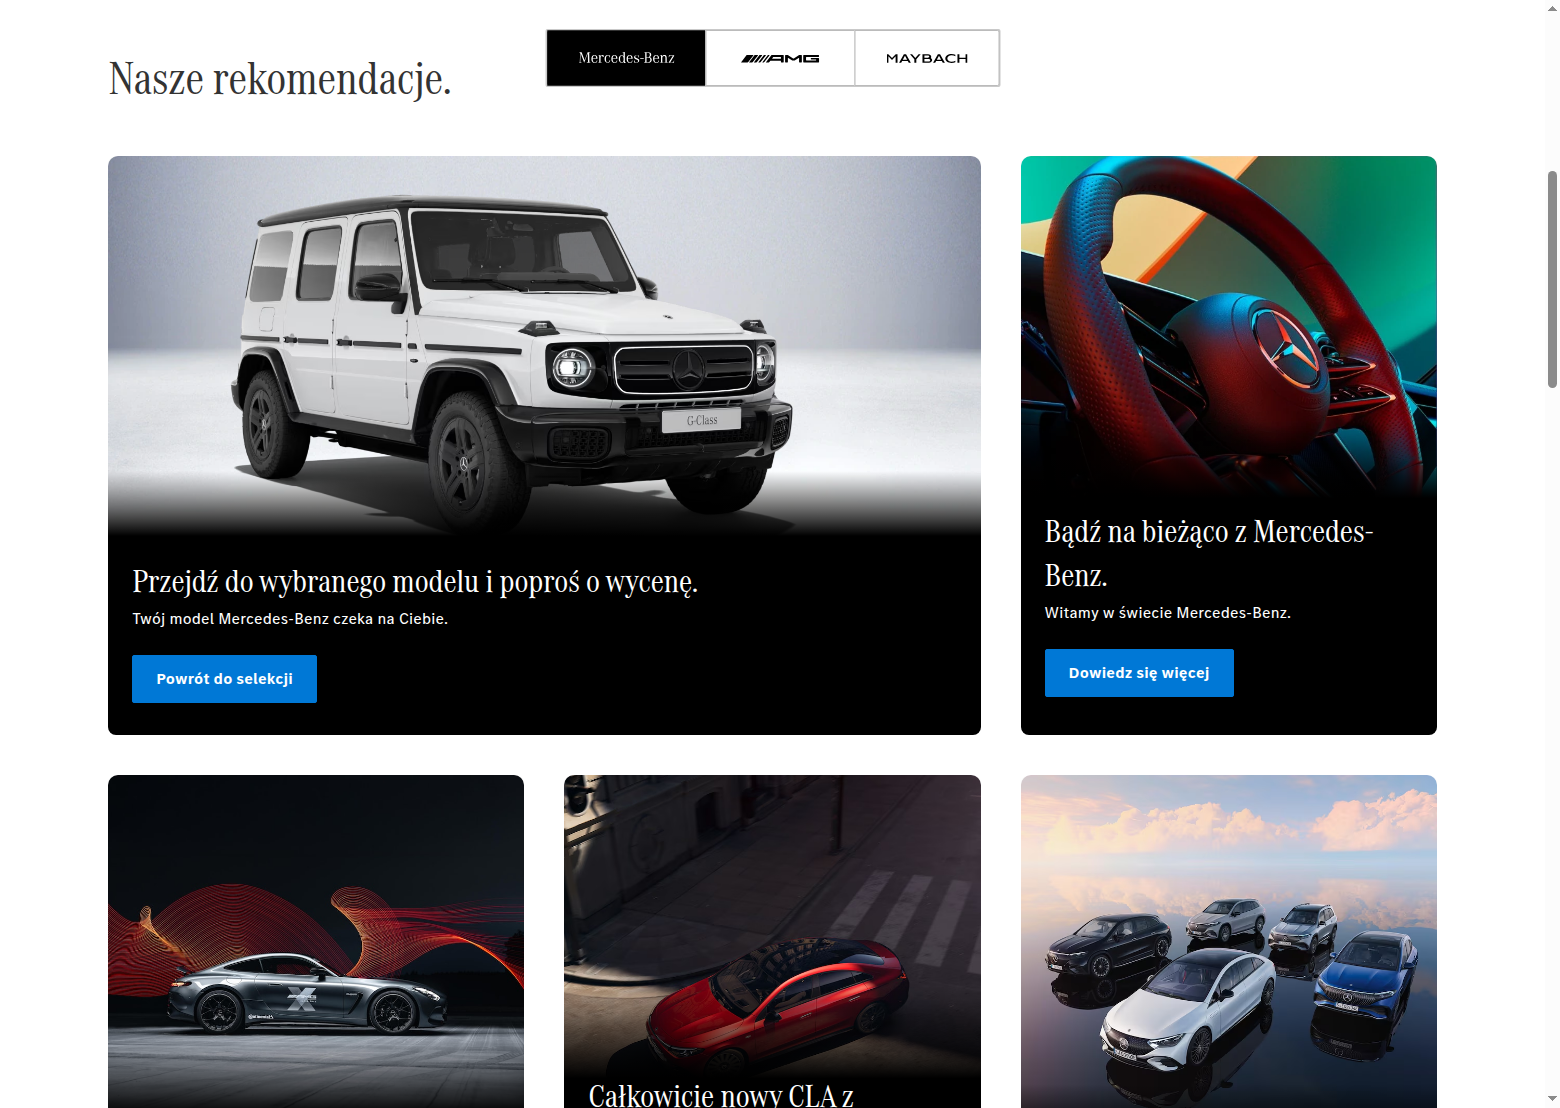 Nasze rekomendacje.
Mercedes-Benz
AMG
MAYBACH
G-Class
Przejdź do wybranego modelu i poproś o wycenę.
Twój model Mercedes-Benz czeka na Ciebie.
Powrót do selekcji
Bądź na bieżąco z Mercedes-
Benz.
Witamy w świecie Mercedes-Benz.
Dowiedz się więcej
Całkowicie nowy CLA z